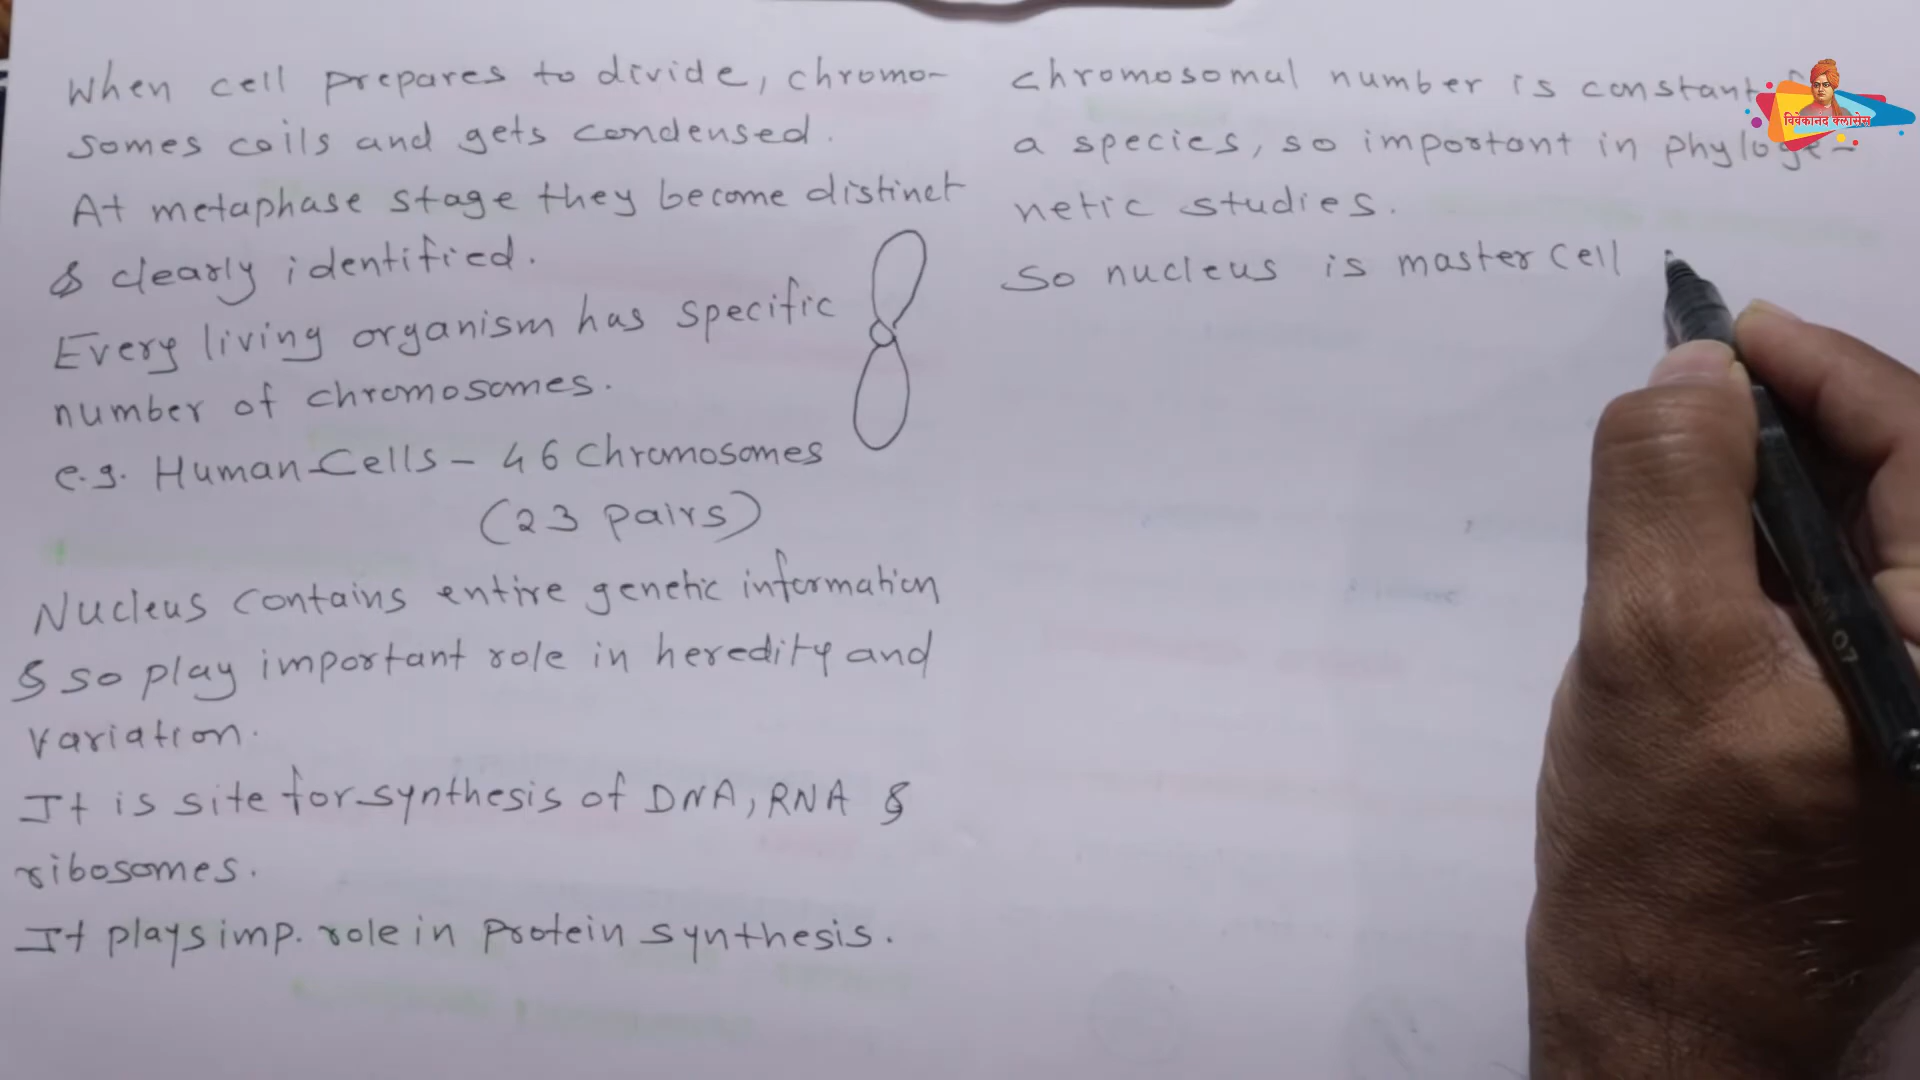 When cell prepares to divide, chromo-
somes coils and gets condensed.
At metaphase stage they become distinct
& clearly identified.
Every living organism has specific
number of chromosomes.
e.g. Human Cells - 46 Chromosomes
(23 pairs)
Nucleus contains entire genetic information
& so play important role in heredity and
variation.
It is site for synthesis of DNA, RNA &
ribosomes.
It plays imp. role in protein synthesis.
chromosomal number is constant
a species, so important in phyloge-
netic studies.
So nucleus is master cell
विवेकानंद क्लासेस
07